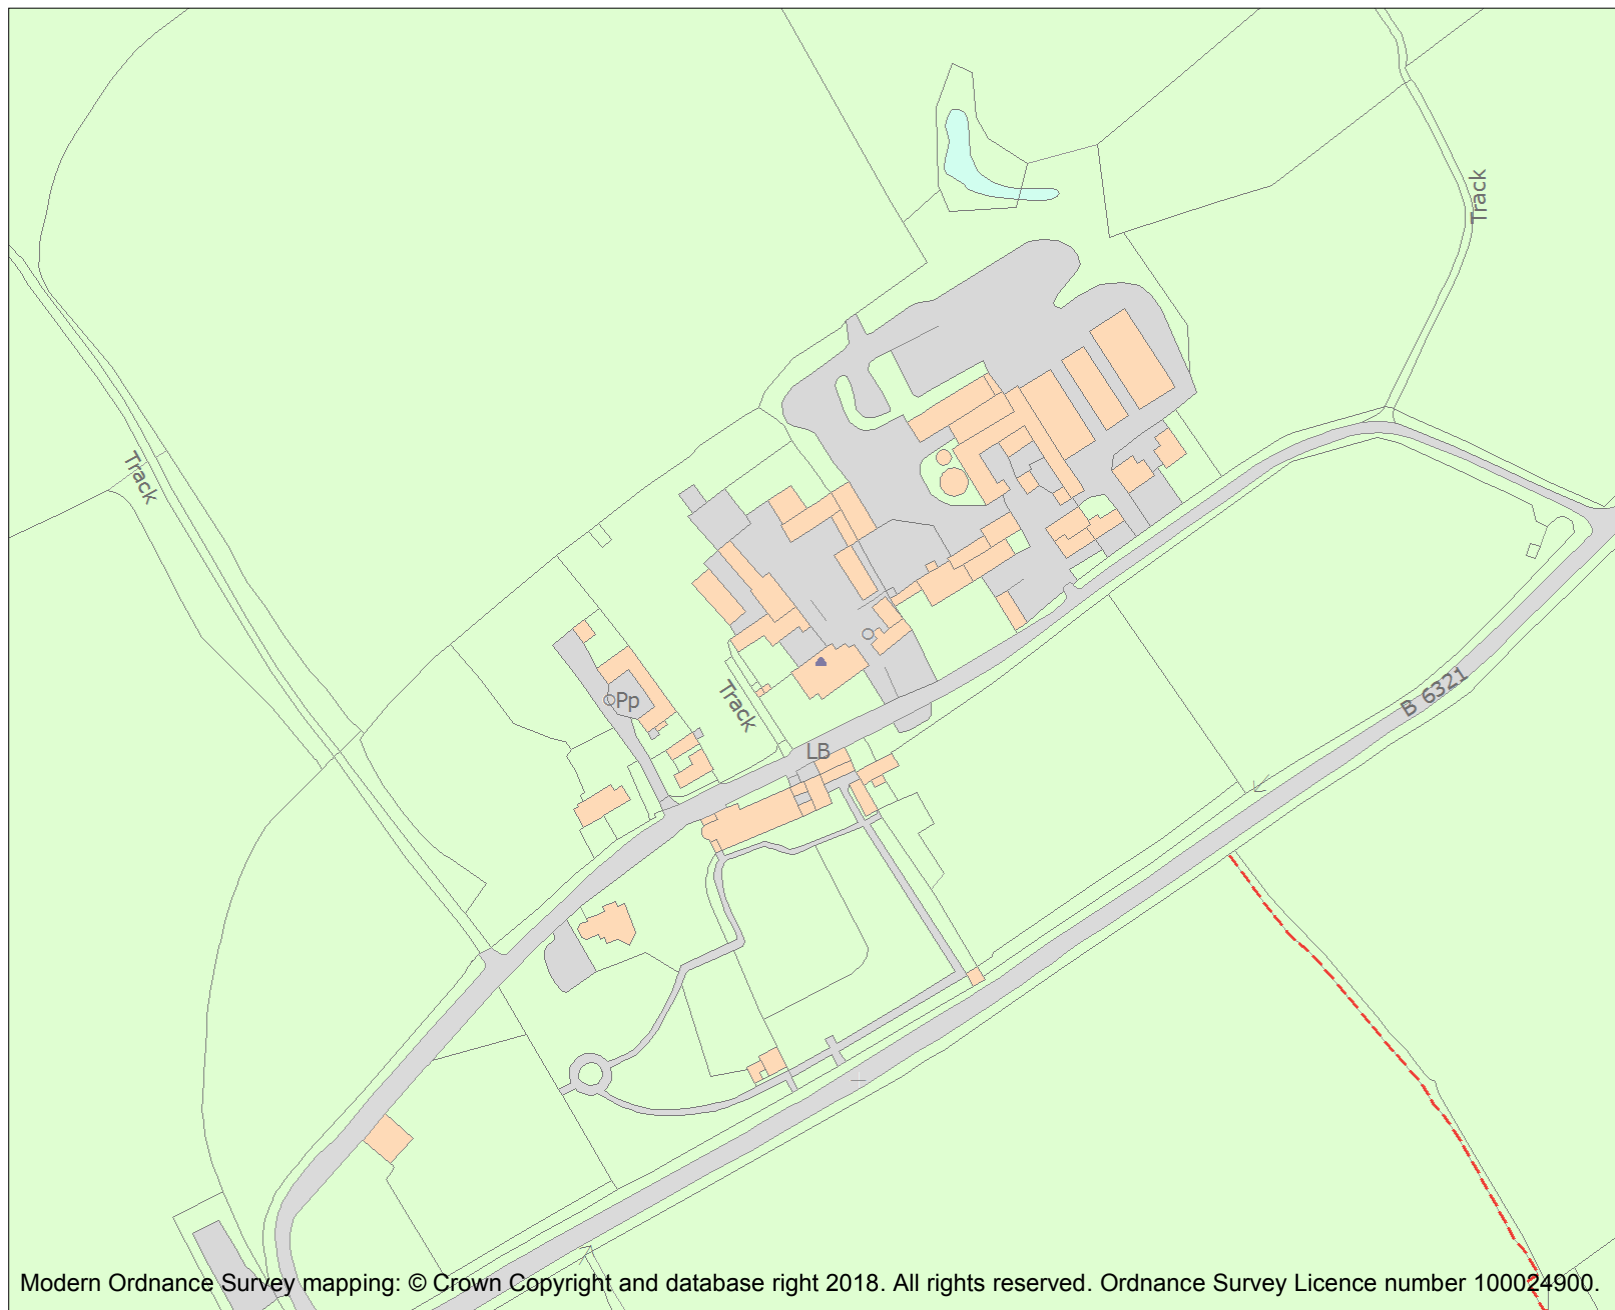 Track
Track
Pp
Track
B 6321
LB
Modern Ordnance Survey mapping: © Crown Copyright and database right 2018. All rights reserved. Ordnance Survey Licence number 100024900.